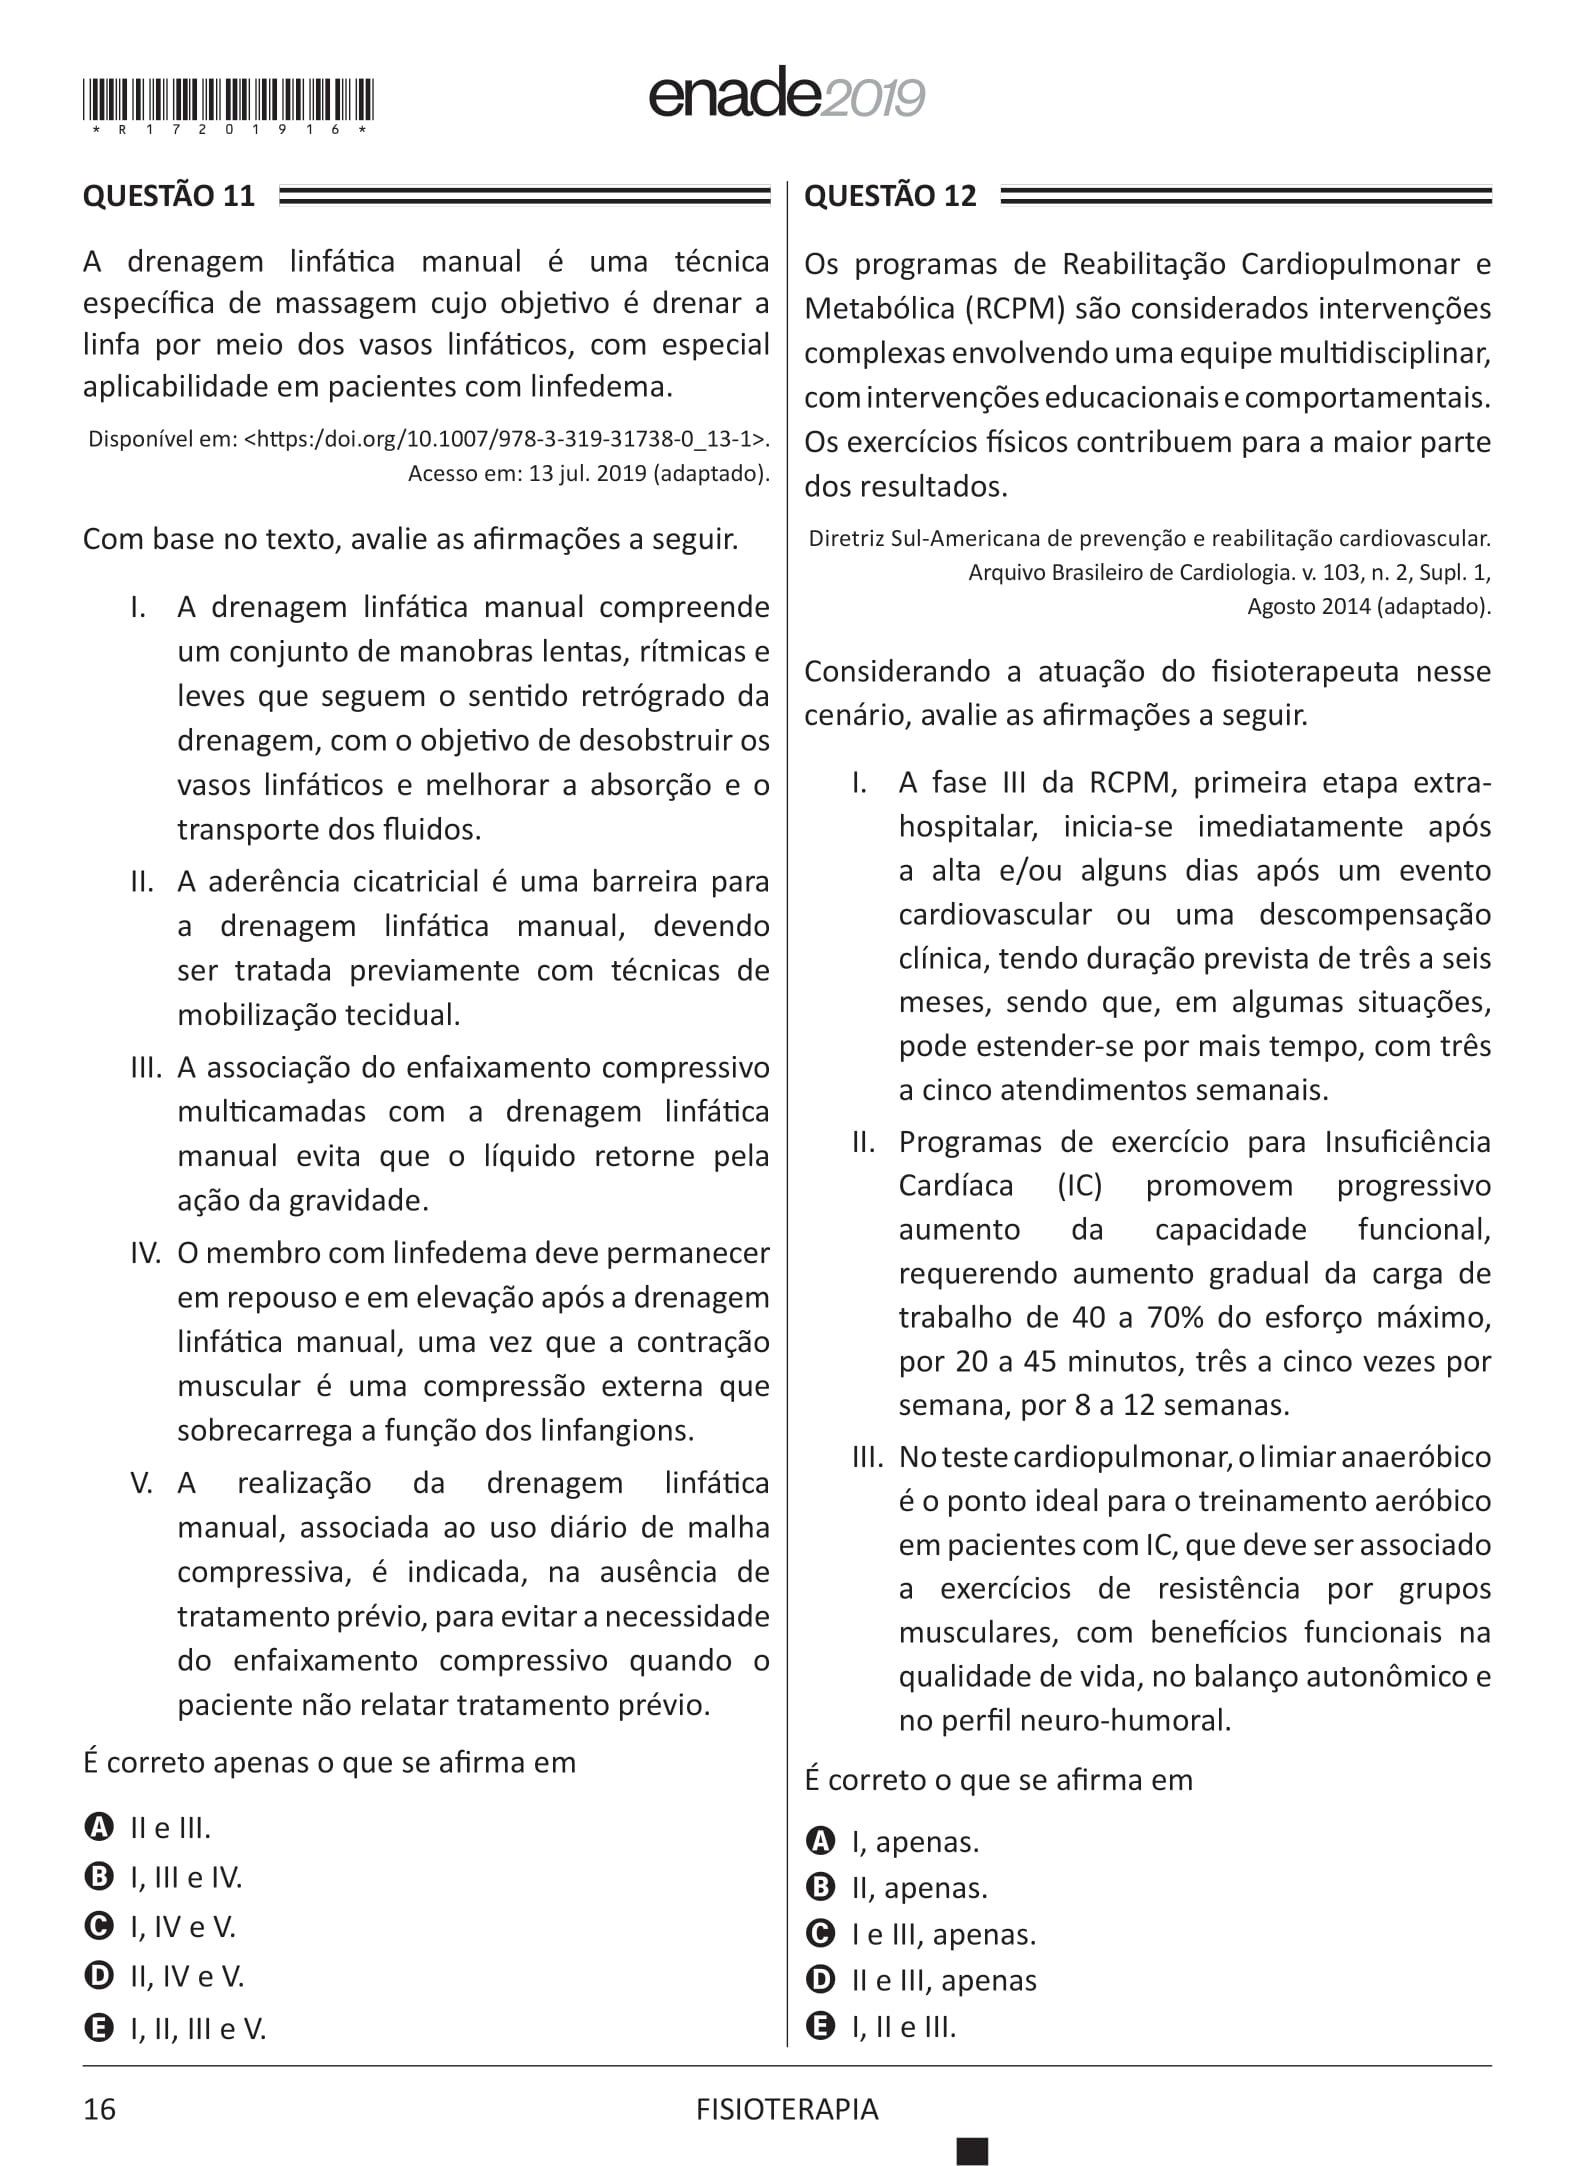 *R17201916*
enade2019
QUESTÃO 11
A drenagem linfática manual é uma técnica
específica de massagem cujo objetivo é drenar a
linfa por meio dos vasos linfáticos, com especial
aplicabilidade em pacientes com linfedema.
Disponível em: <https:/doi.org/10.1007/978-3-319-31738-0_13-1>.
Acesso em: 13 jul. 2019 (adaptado).
Com base no texto, avalie as afirmações a seguir.
I. A drenagem linfática manual compreende
um conjunto de manobras lentas, rítmicas e
leves que seguem o sentido retrógrado da
drenagem, com o objetivo de desobstruir os
vasos linfáticos e melhorar a absorção e o
transporte dos fluidos.
II. A aderência cicatricial é uma barreira para
a drenagem linfática manual, devendo
ser tratada previamente com técnicas de
mobilização tecidual.
III. A associação do enfaixamento compressivo
multicamadas com a drenagem linfática
manual evita que o líquido retorne pela
ação da gravidade.
IV. O membro com linfedema deve permanecer
em repouso e em elevação após a drenagem
linfática manual, uma vez que a contração
muscular é uma compressão externa que
sobrecarrega a função dos linfangions.
V. A realização da drenagem linfática
manual, associada ao uso diário de malha
compressiva, é indicada, na ausência de
tratamento prévio, para evitar a necessidade
do enfaixamento compressivo quando o
paciente não relatar tratamento prévio.
É correto apenas o que se afirma em
A II e III.
B I, III e IV.
C I, IV e V.
D II, IV e V.
E I, II, III e V.
QUESTÃO 12
Os programas de Reabilitação Cardiopulmonar e
Metabólica (RCPM) são considerados intervenções
complexas envolvendo uma equipe multidisciplinar,
com intervenções educacionais e comportamentais.
Os exercícios físicos contribuem para a maior parte
dos resultados.
Diretriz Sul-Americana de prevenção e reabilitação cardiovascular.
Arquivo Brasileiro de Cardiologia. v. 103, n. 2, Supl. 1,
Agosto 2014 (adaptado).
Considerando a atuação do fisioterapeuta nesse
cenário, avalie as afirmações a seguir.
I. A fase III da RCPM, primeira etapa extra-
hospitalar, inicia-se imediatamente após
a alta e/ou alguns dias após um evento
cardiovascular ou uma descompensação
clínica, tendo duração prevista de três a seis
meses, sendo que, em algumas situações,
pode estender-se por mais tempo, com três
a cinco atendimentos semanais.
II. Programas de exercício para Insuficiência
Cardíaca (IC) promovem progressivo
aumento da capacidade funcional,
requerendo aumento gradual da carga de
trabalho de 40 a 70% do esforço máximo,
por 20 a 45 minutos, três a cinco vezes por
semana, por 8 a 12 semanas.
III. No teste cardiopulmonar, o limiar anaeróbico
é o ponto ideal para o treinamento aeróbico
em pacientes com IC, que deve ser associado
a exercícios de resistência por grupos
musculares, com benefícios funcionais na
qualidade de vida, no balanço autonômico e
no perfil neuro-humoral.
É correto o que se afirma em
A I, apenas.
B II, apenas.
C I e III, apenas.
D II e III, apenas
E I, II e III.
16
FISIOTERAPIA